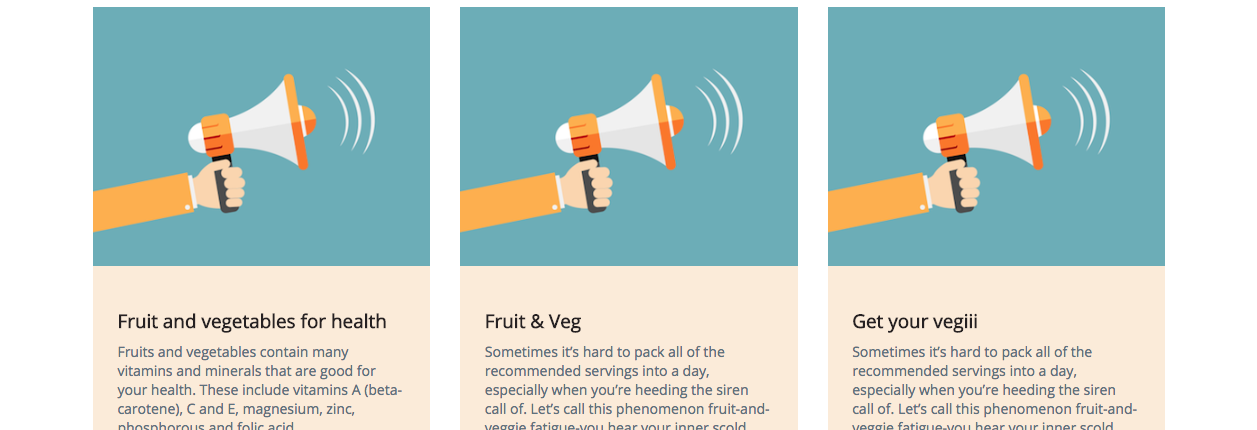 Fruit and vegetables for health
Fruits and vegetables contain many
vitamins and minerals that are good for
your health. These include vitamins A (beta-
carotene), C and E, magnesium, zinc,
phosphorous and folic acid.
Fruit & Veg
Sometimes it’s hard to pack all of the
recommended servings into a day,
especially when you’re heeding the siren
call of. Let’s call this phenomenon fruit-and-
veggie fatigue-you hear your inner scold
Get your vegiii
Sometimes it’s hard to pack all of the
recommended servings into a day,
especially when you’re heeding the siren
call of. Let’s call this phenomenon fruit-and-
veggie fatigue-you hear your inner scold